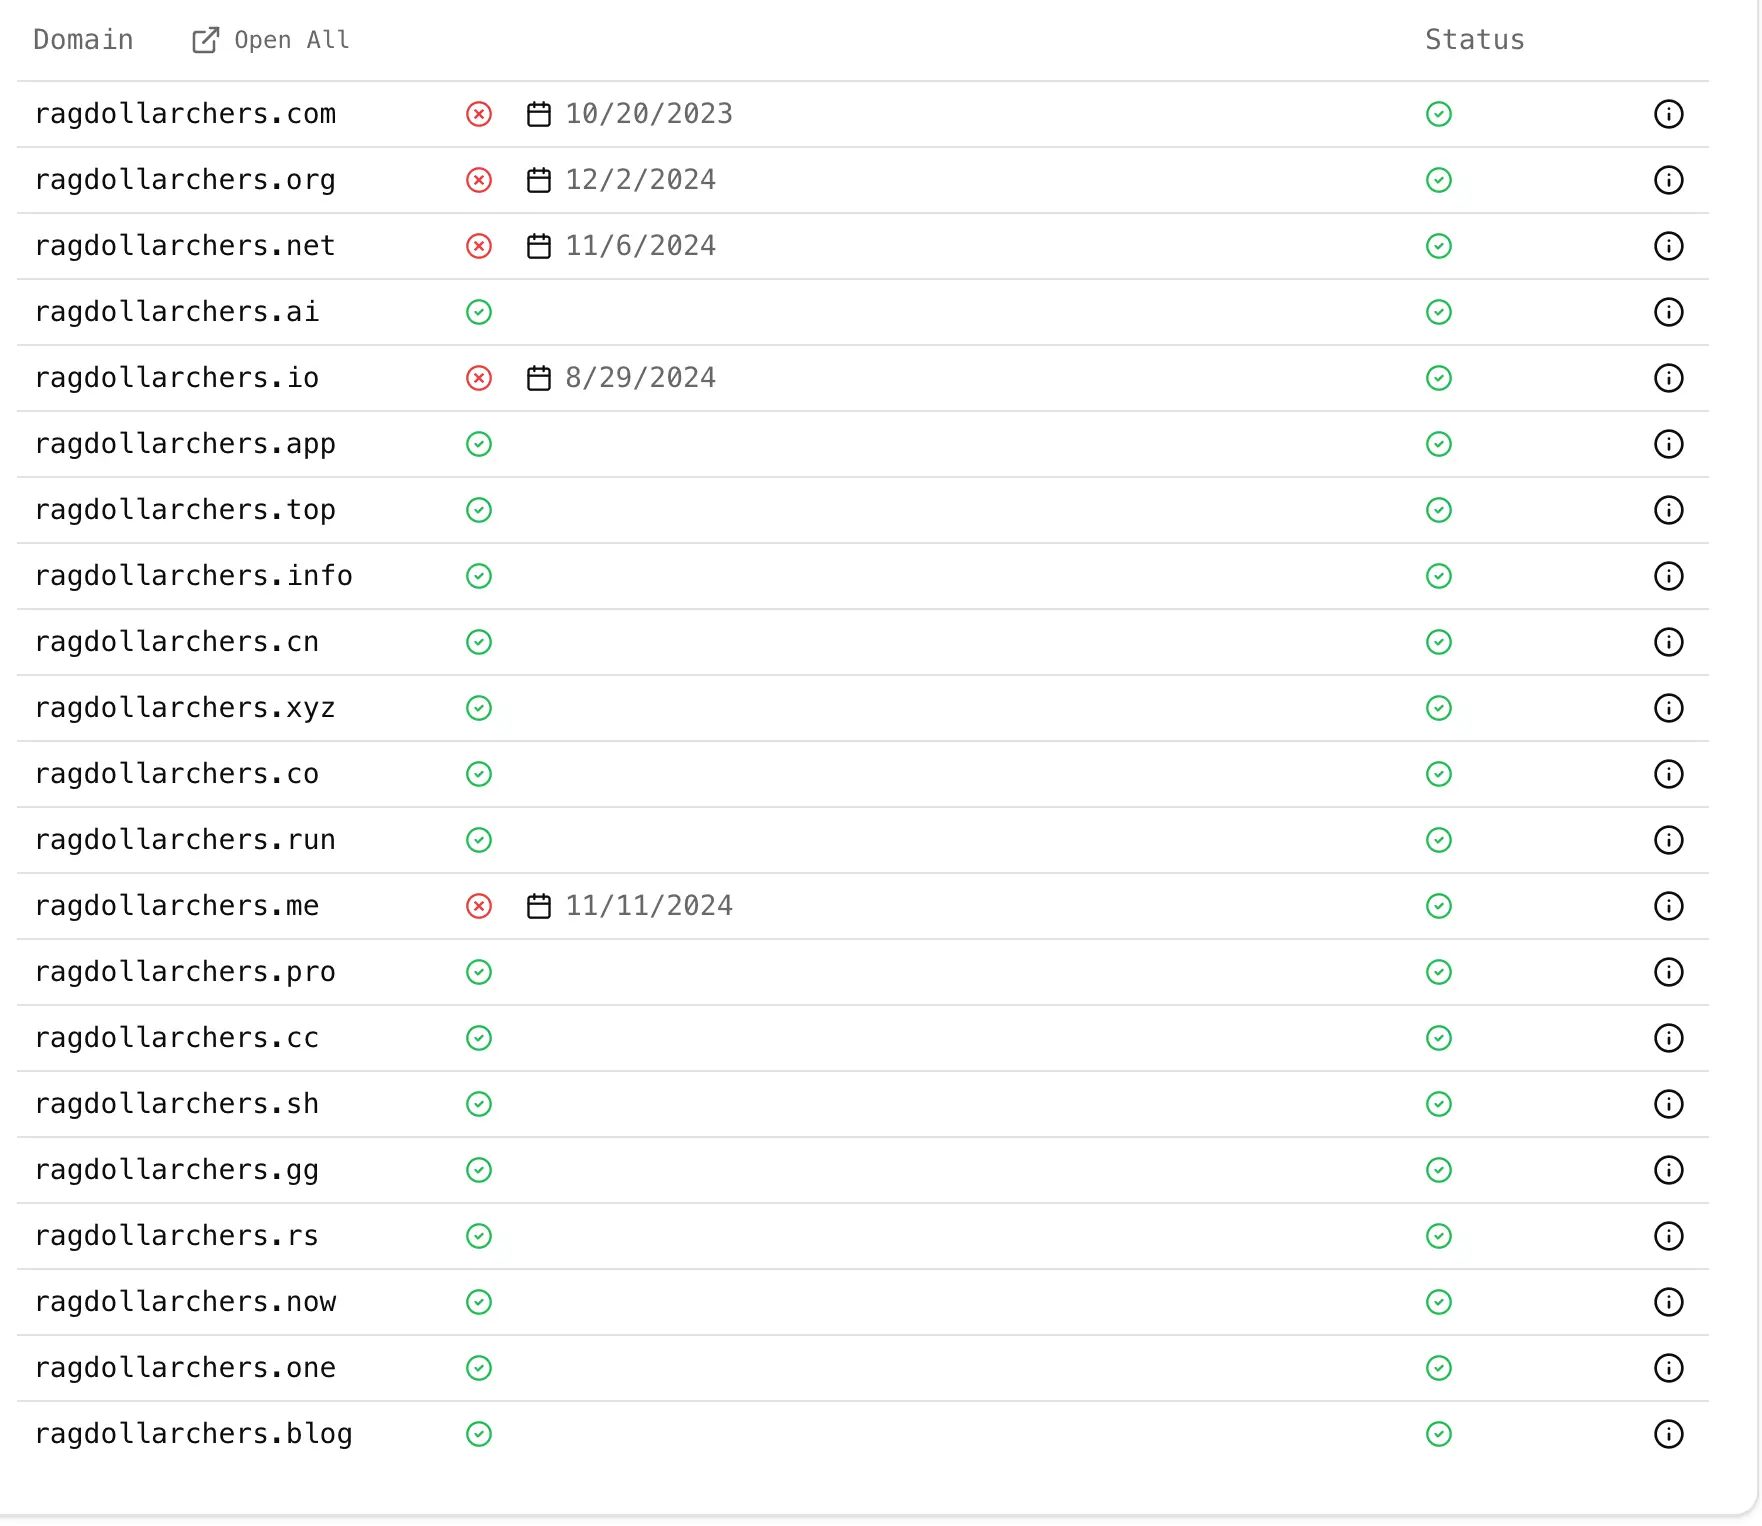 Domain Open All Status
ragdollarchers.com 10/20/2023
ragdollarchers.org 12/2/2024
ragdollarchers.net 11/6/2024
ragdollarchers.ai
ragdollarchers.io 8/29/2024
ragdollarchers.app
ragdollarchers.top
ragdollarchers.info
ragdollarchers.cn
ragdollarchers.xyz
ragdollarchers.co
ragdollarchers.run
ragdollarchers.me 11/11/2024
ragdollarchers.pro
ragdollarchers.cc
ragdollarchers.sh
ragdollarchers.gg
ragdollarchers.rs
ragdollarchers.now
ragdollarchers.one
ragdollarchers.blog